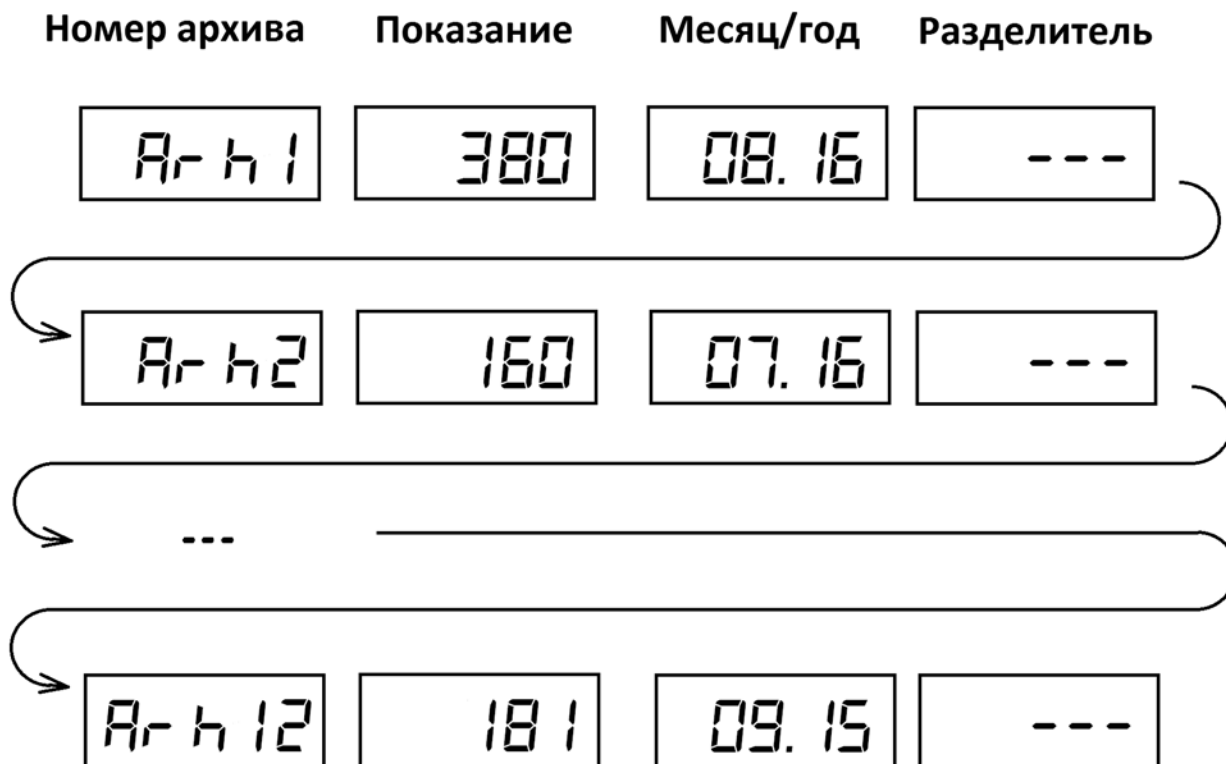 Номер архива Показание Месяц/год Разделитель
Arh1 380 08.16 ---
Arh2 160 07.16 ---
---
Arh12 181 09.15 ---